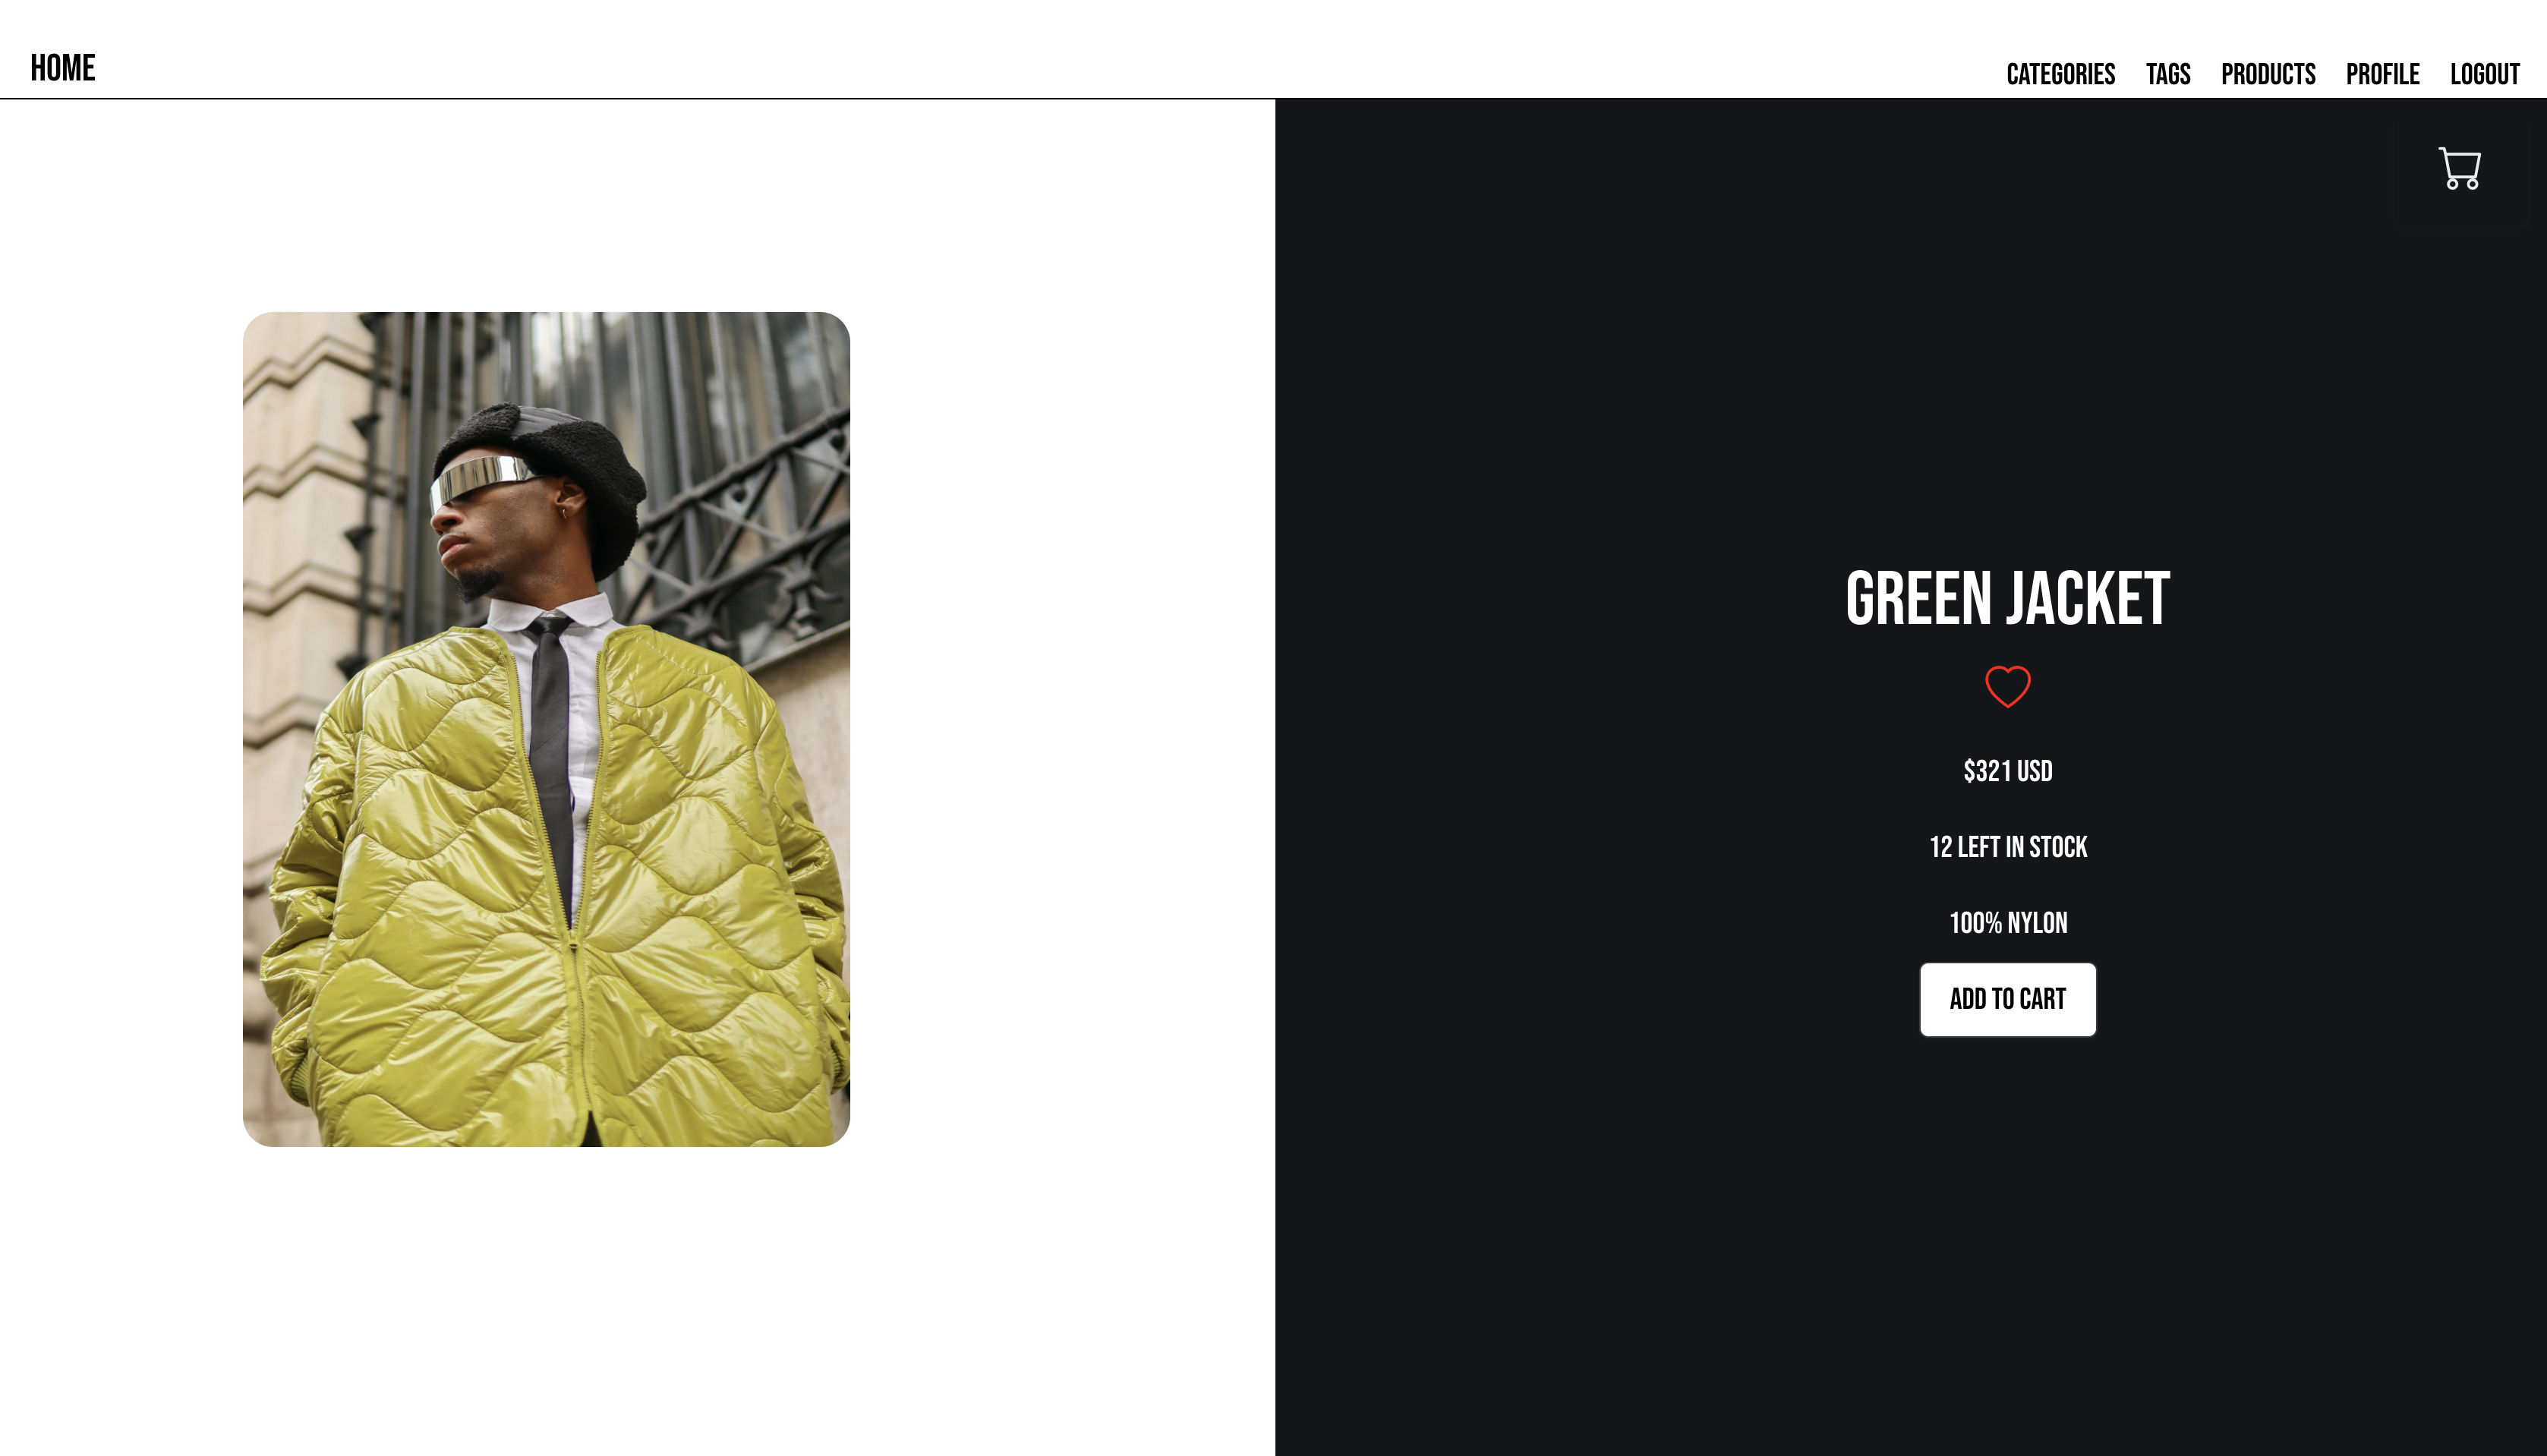 HOME
CATEGORIES TAGS PRODUCTS PROFILE LOGOUT
GREEN JACKET
$321 USD
12 LEFT IN STOCK
100% NYLON
ADD TO CART